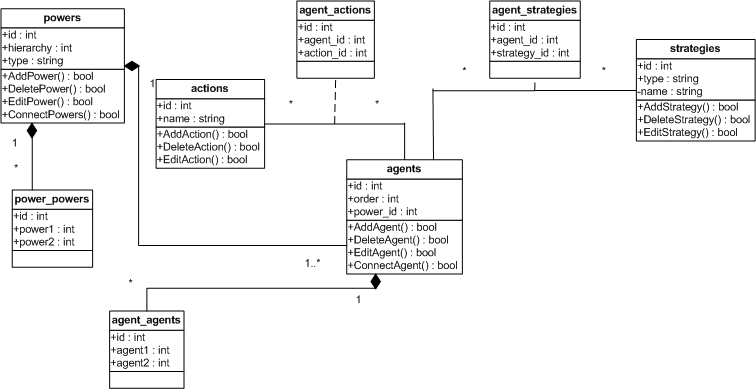 powers
+id : int
+hierarchy : int
+type : string
+AddPower() : bool
+DeletePower() : bool
+EditPower() : bool
+ConnectPowers() : bool
agent_actions
+id : int
+agent_id : int
+action_id : int
agent_strategies
+id : int
+agent_id : int
+strategy_id : int
strategies
+id : int
+type : string
-name : string
+AddStrategy() : bool
+DeleteStrategy() : bool
+EditStrategy() : bool
actions
+id : int
+name : string
+AddAction() : bool
+DeleteAction() : bool
+EditAction() : bool
1
*
*
*
*
1
*
power_powers
+id : int
+power1 : int
+power2 : int
agents
+id : int
+order : int
+power_id : int
+AddAgent() : bool
+DeleteAgent() : bool
+EditAgent() : bool
+ConnectAgent() : bool
1..*
*
1
agent_agents
+id : int
+agent1 : int
+agent2 : int